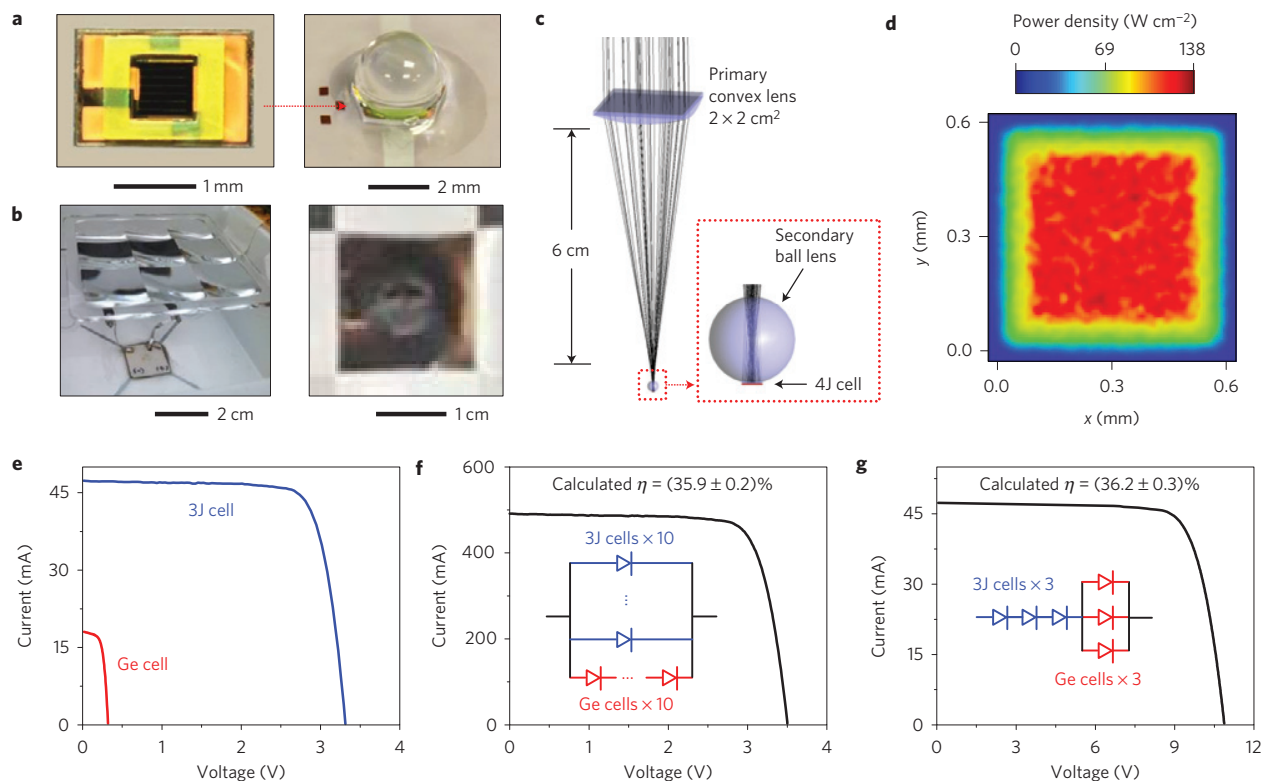 a
1 mm
2 mm
b
2 cm
1 cm
c
Primary
convex lens
2 × 2 cm²
6 cm
Secondary
ball lens
4J cell
d
Power density (W cm⁻²)
0 69 138
0.6
0.3
0.0
y (mm)
0.0 0.3 0.6
x (mm)
e
45
30
15
0
Current (mA)
3J cell
Ge cell
0 1 2 3 4
Voltage (V)
f
600
400
200
0
Current (mA)
Calculated η = (35.9 ± 0.2)%
3J cells × 10
...
...
Ge cells × 10
0 1 2 3 4
Voltage (V)
g
45
30
15
0
Current (mA)
Calculated η = (36.2 ± 0.3)%
3J cells × 3
Ge cells × 3
0 3 6 9 12
Voltage (V)